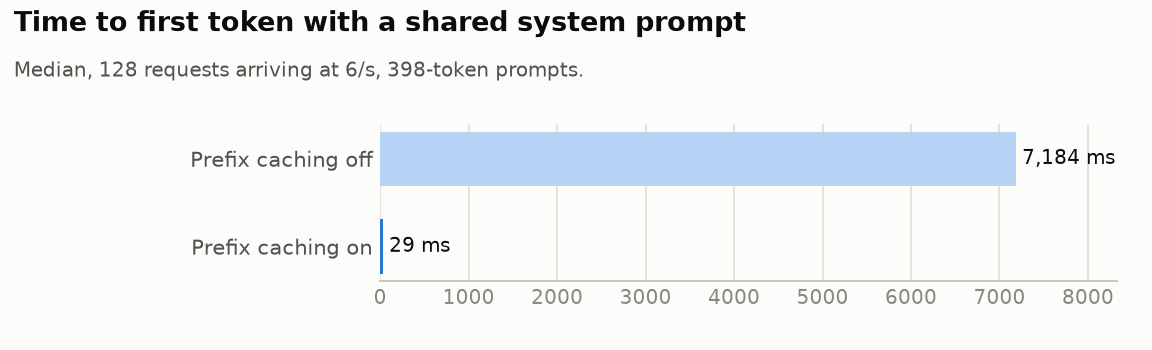 Time to first token with a shared system prompt
Median, 128 requests arriving at 6/s, 398-token prompts.
Prefix caching off
7,184 ms
Prefix caching on
29 ms
0 1000 2000 3000 4000 5000 6000 7000 8000